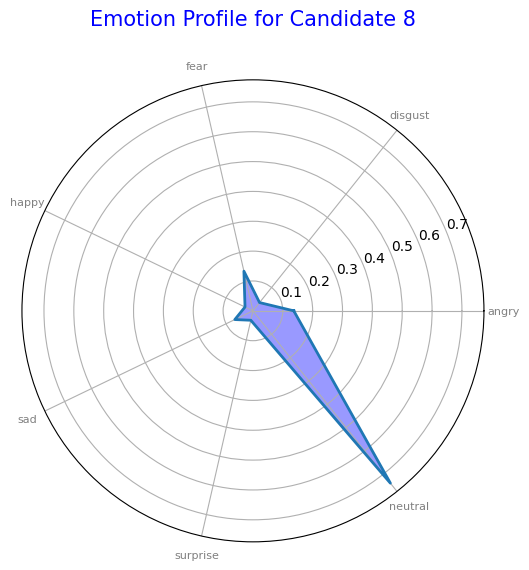 Emotion Profile for Candidate 8
fear
disgust
happy
0.7
0.6
0.5
0.4
0.3
0.2
0.1
angry
sad
neutral
surprise